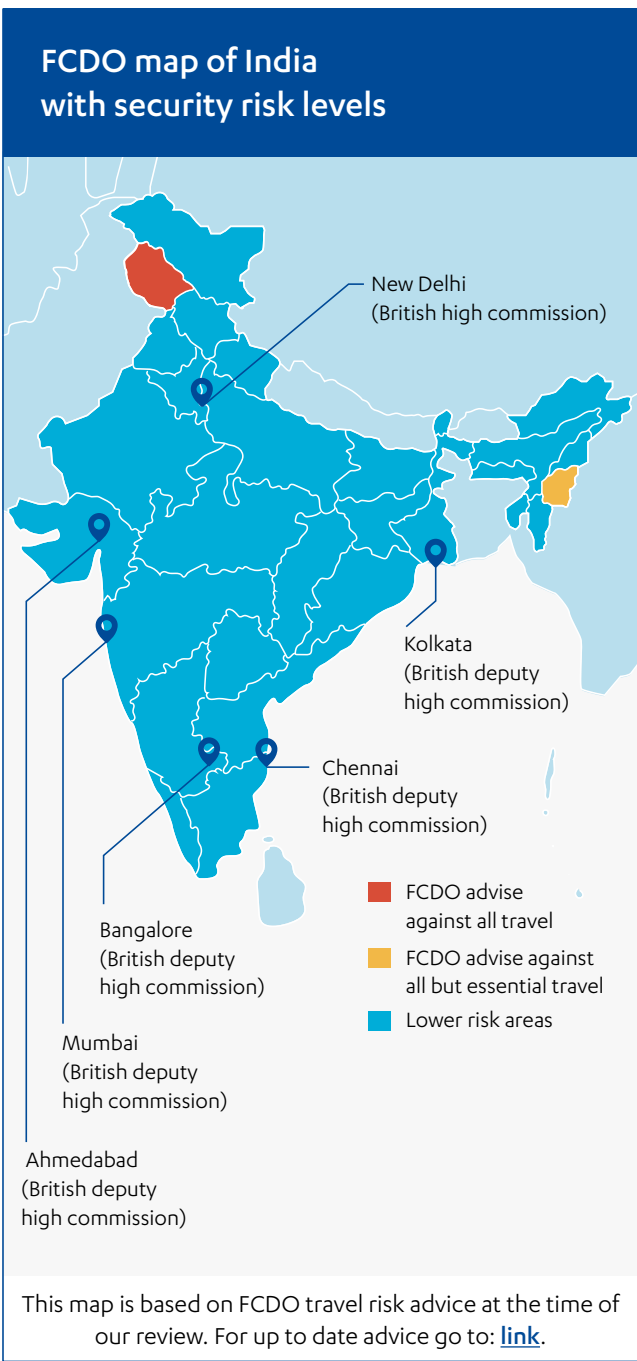 FCDO map of India
with security risk levels
New Delhi
(British high commission)
Kolkata
(British deputy
high commission)
Chennai
(British deputy
high commission)
FCDO advise
against all travel
FCDO advise against
all but essential travel
Lower risk areas
Bangalore
(British deputy
high commission)
Mumbai
(British deputy
high commission)
Ahmedabad
(British deputy
high commission)
This map is based on FCDO travel risk advice at the time of
our review. For up to date advice go to: link.